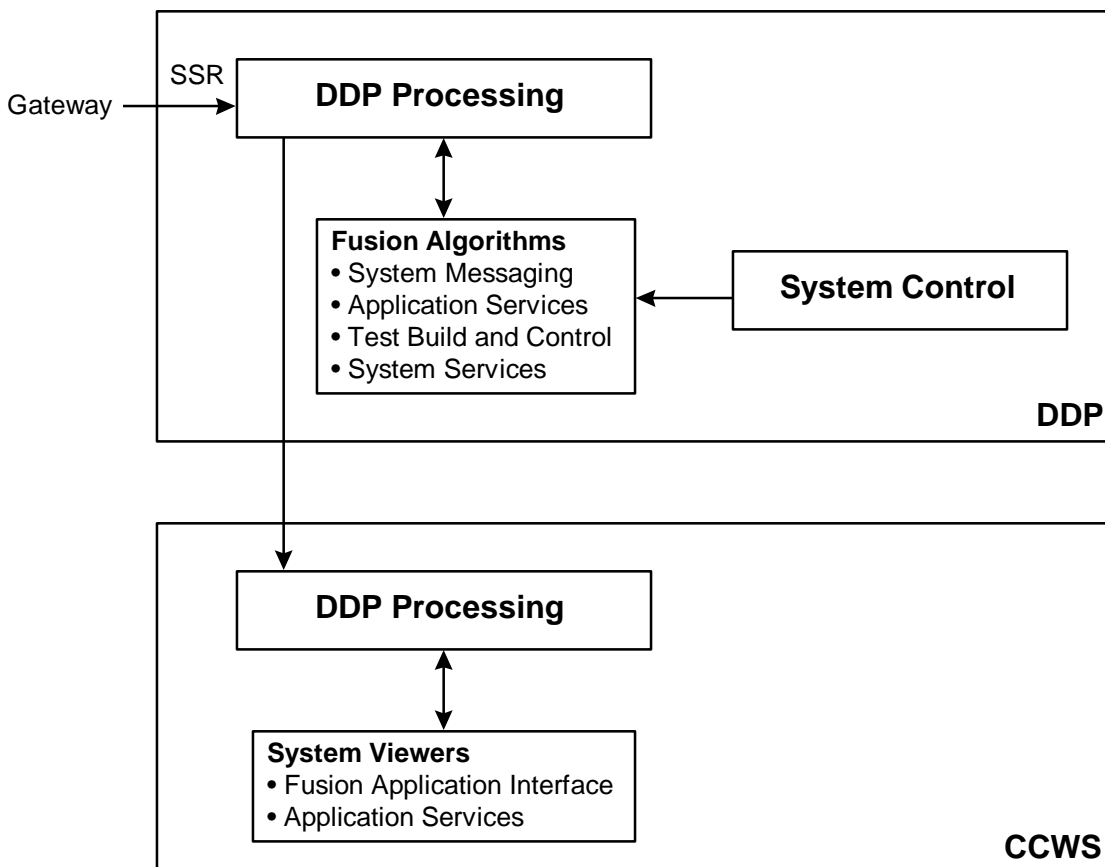 SSR
Gateway
DDP Processing
Fusion Algorithms
• System Messaging
• Application Services
• Test Build and Control
• System Services
System Control
DDP
DDP Processing
System Viewers
• Fusion Application Interface
• Application Services
CCWS